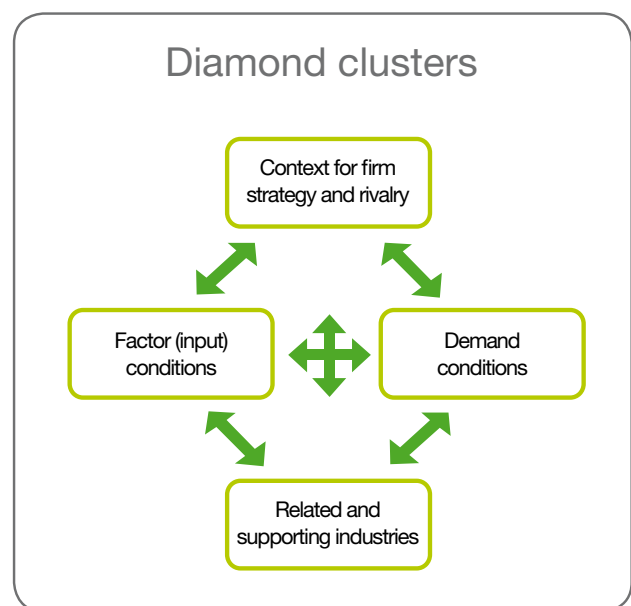 Diamond clusters
Context for firm
strategy and rivalry
Factor (input)
conditions
Demand
conditions
Related and
supporting industries